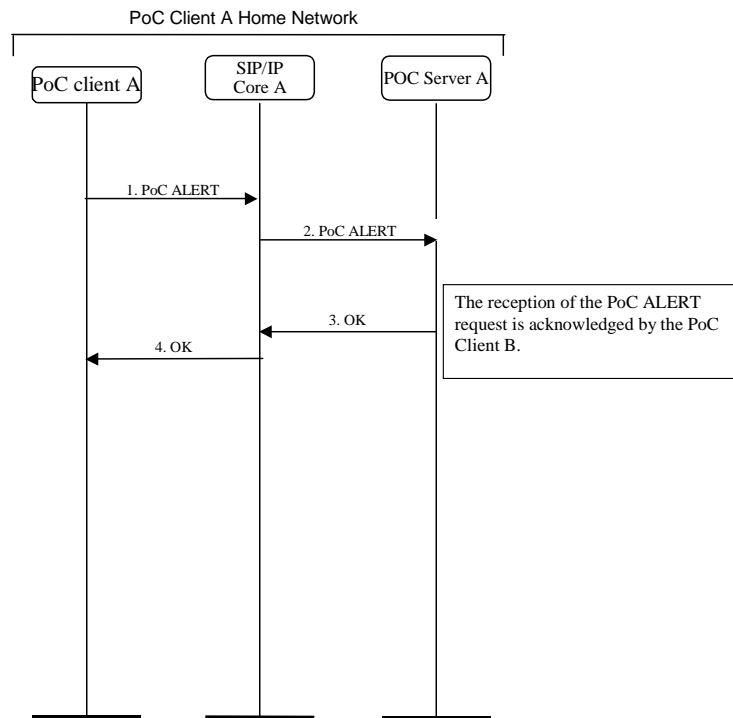 PoC Client A Home Network
PoC client A
SIP/IP
Core A
POC Server A
1. PoC ALERT
2. PoC ALERT
The reception of the PoC ALERT
request is acknowledged by the PoC
Client B.
3. OK
4. OK